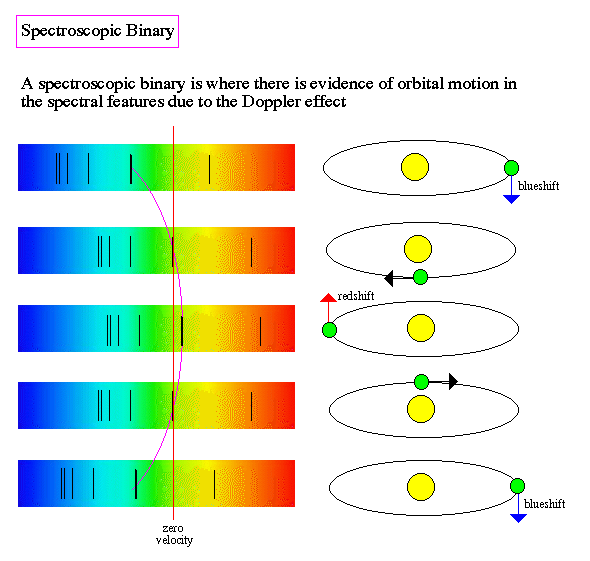 Spectroscopic Binary
A spectroscopic binary is where there is evidence of orbital motion in
the spectral features due to the Doppler effect
blueshift
redshift
blueshift
zero
velocity